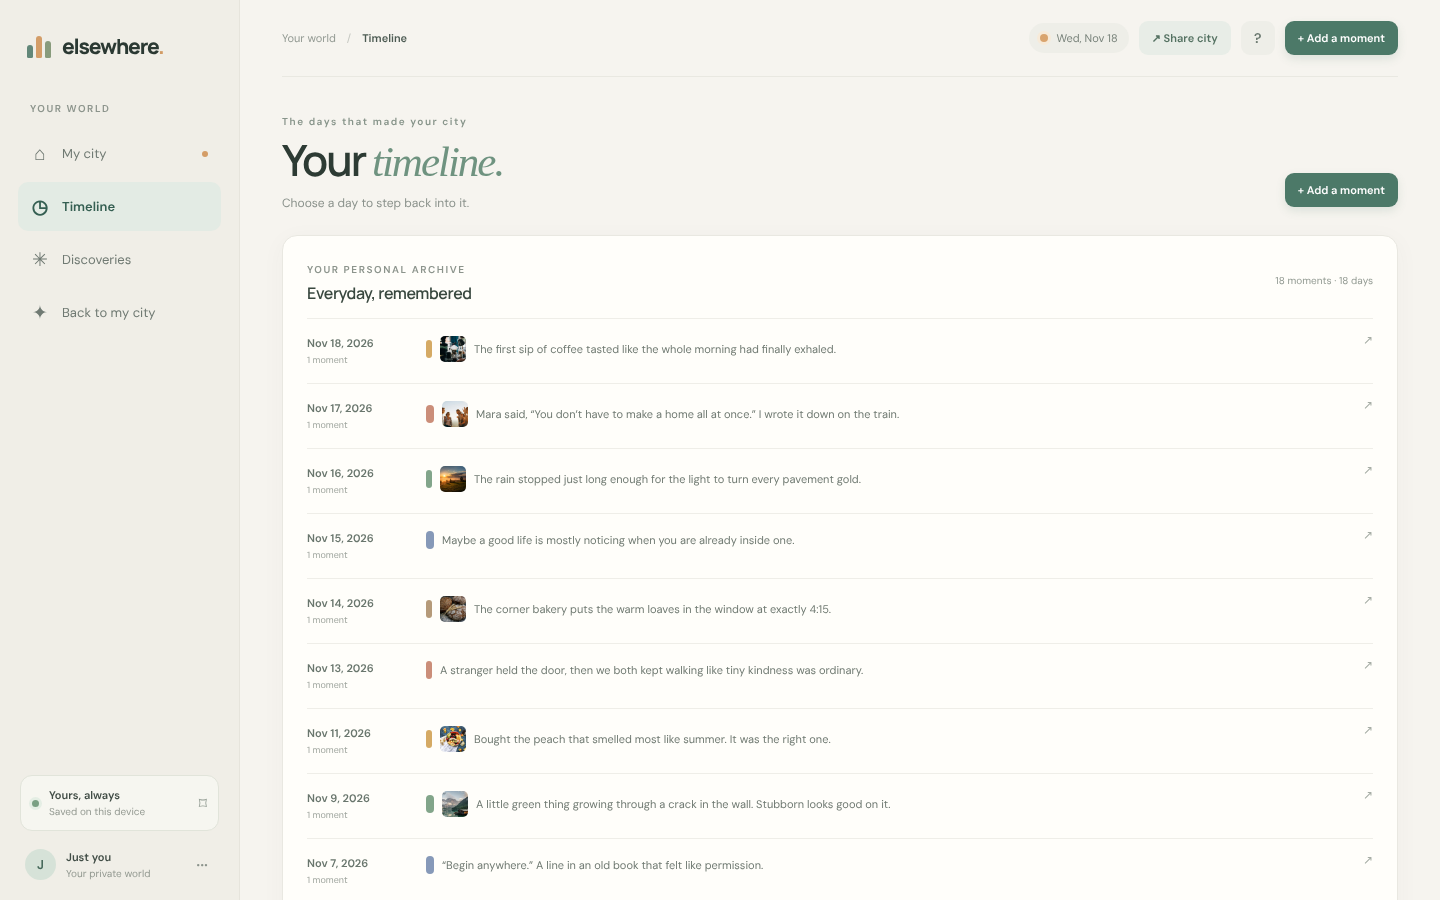 elsewhere.
YOUR WORLD
My city
Timeline
Discoveries
Back to my city
Yours, always
Saved on this device
J
Just you
Your private world
Your world / Timeline
Wed, Nov 18
↗ Share city
?
+ Add a moment
The days that made your city
Your timeline.
Choose a day to step back into it.
+ Add a moment
YOUR PERSONAL ARCHIVE
Everyday, remembered
18 moments · 18 days
Nov 18, 2026
1 moment
The first sip of coffee tasted like the whole morning had finally exhaled.
Nov 17, 2026
1 moment
Mara said, “You don’t have to make a home all at once.” I wrote it down on the train.
Nov 16, 2026
1 moment
The rain stopped just long enough for the light to turn every pavement gold.
Nov 15, 2026
1 moment
Maybe a good life is mostly noticing when you are already inside one.
Nov 14, 2026
1 moment
The corner bakery puts the warm loaves in the window at exactly 4:15.
Nov 13, 2026
1 moment
A stranger held the door, then we both kept walking like tiny kindness was ordinary.
Nov 11, 2026
1 moment
Bought the peach that smelled most like summer. It was the right one.
Nov 9, 2026
1 moment
A little green thing growing through a crack in the wall. Stubborn looks good on it.
Nov 7, 2026
1 moment
“Begin anywhere.” A line in an old book that felt like permission.